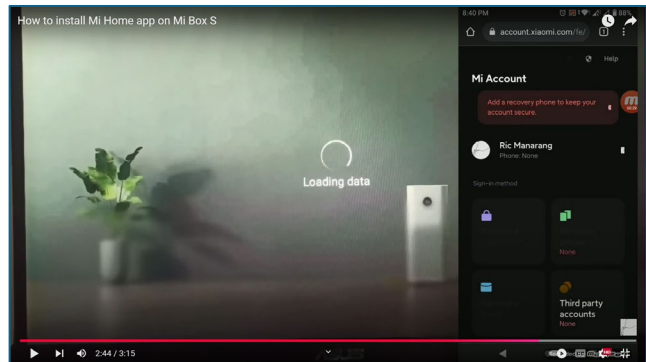 How to install Mi Home app on Mi Box S
8:40 PM
88%
account.xiaomi.com/fe/
1
Help
Mi Account
Add a recovery phone to keep your
account secure.
Ric Manarang
Phone: None
Sign-in method
None
Third party
accounts
None
Loading data
2:44 / 3:15